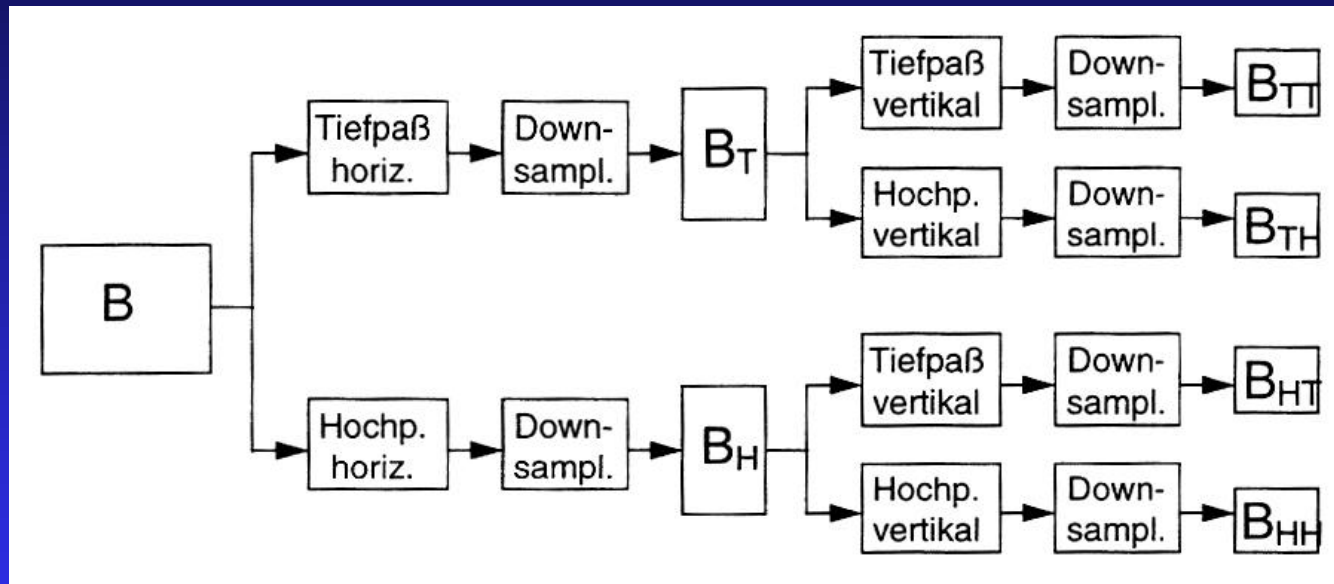 B
Tiefpaß
horiz.
Down-
sampl.
B_T
Tiefpaß
vertikal
Down-
sampl.
B_TT
Hochp.
vertikal
Down-
sampl.
B_TH
Hochp.
horiz.
Down-
sampl.
B_H
Tiefpaß
vertikal
Down-
sampl.
B_HT
Hochp.
vertikal
Down-
sampl.
B_HH